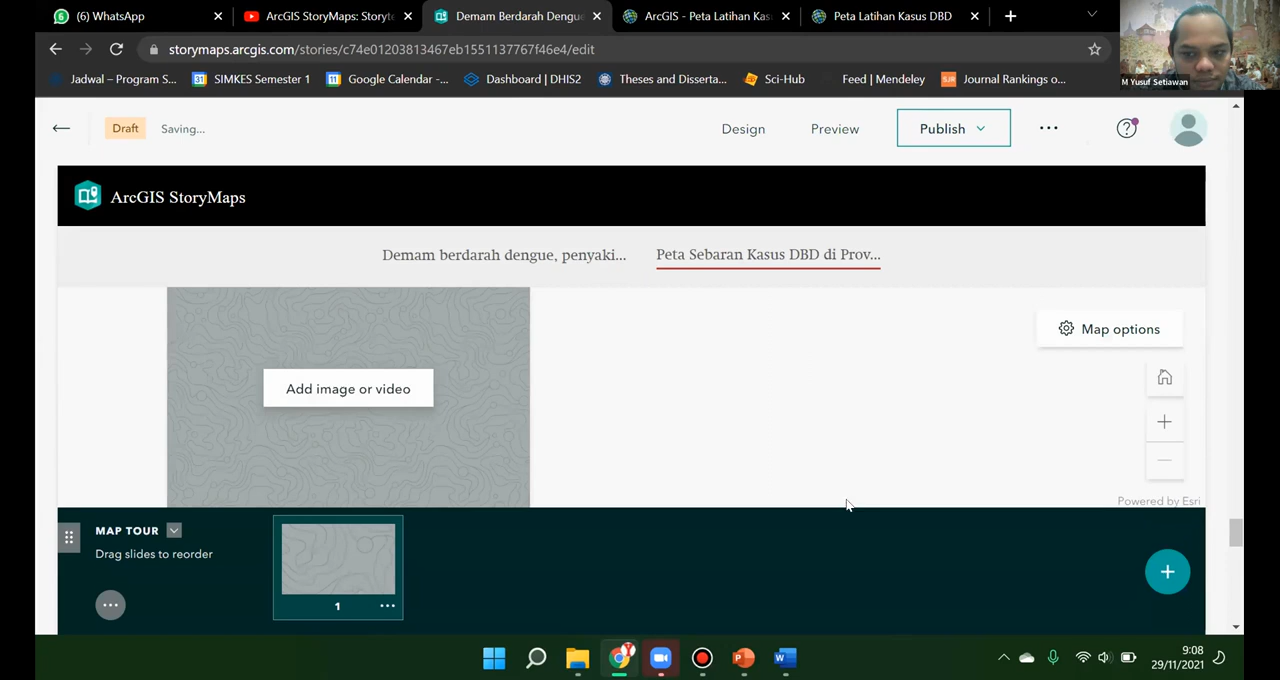 (6) WhatsApp
ArcGIS StoryMaps: Storyte
Demam Berdarah Dengue
ArcGIS - Peta Latihan Kas
Peta Latihan Kasus DBD
storymaps.arcgis.com/stories/c74e01203813467eb1551137767f46e4/edit
M Yusuf Setiawan
Jadwal – Program S...
SIMKES Semester 1
Google Calendar -...
Dashboard | DHIS2
Theses and Disserta...
Sci-Hub
Feed | Mendeley
Journal Rankings o...
Draft
Saving...
Design
Preview
Publish
ArcGIS StoryMaps
Demam berdarah dengue, penyaki...
Peta Sebaran Kasus DBD di Prov...
Map options
Add image or video
Powered by Esri
MAP TOUR
Drag slides to reorder
1
9:08
29/11/2021